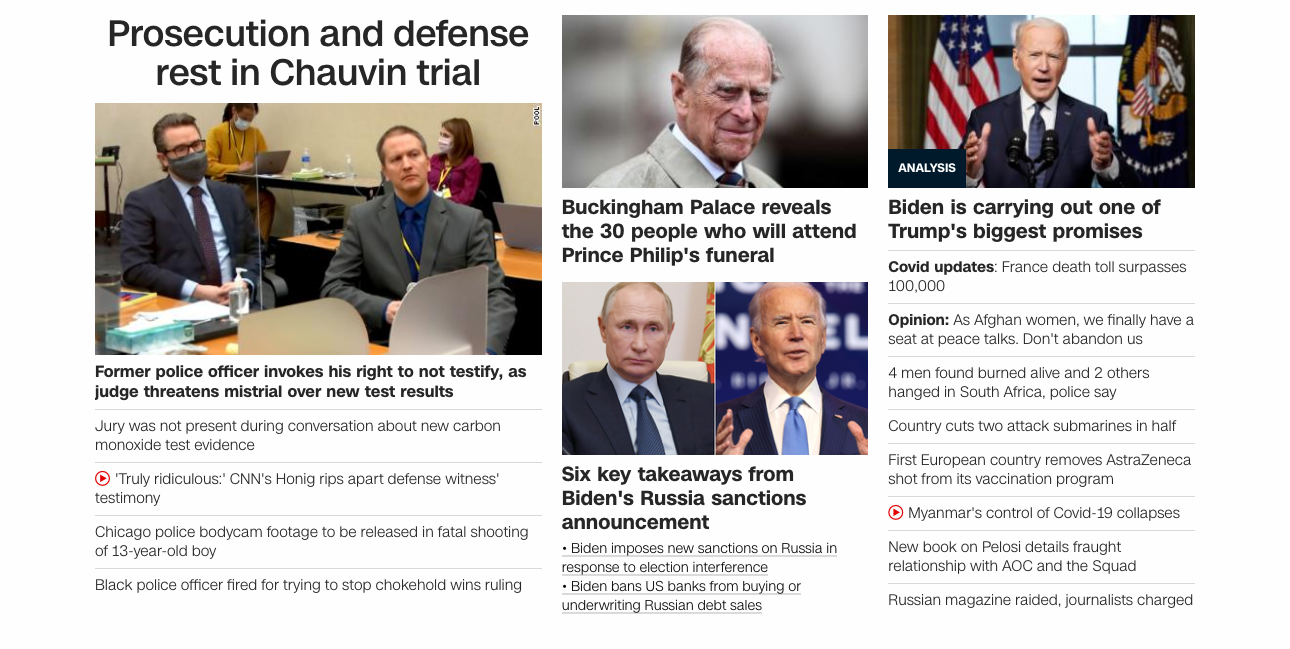 Prosecution and defense
rest in Chauvin trial
POOL
Former police officer invokes his right to not testify, as
judge threatens mistrial over new test results
Jury was not present during conversation about new carbon
monoxide test evidence
'Truly ridiculous:' CNN's Honig rips apart defense witness'
testimony
Chicago police bodycam footage to be released in fatal shooting
of 13-year-old boy
Black police officer fired for trying to stop chokehold wins ruling
Buckingham Palace reveals
the 30 people who will attend
Prince Philip's funeral
Six key takeaways from
Biden's Russia sanctions
announcement
• Biden imposes new sanctions on Russia in
response to election interference
• Biden bans US banks from buying or
underwriting Russian debt sales
ANALYSIS
Biden is carrying out one of
Trump's biggest promises
Covid updates: France death toll surpasses
100,000
Opinion: As Afghan women, we finally have a
seat at peace talks. Don't abandon us
4 men found burned alive and 2 others
hanged in South Africa, police say
Country cuts two attack submarines in half
First European country removes AstraZeneca
shot from its vaccination program
Myanmar's control of Covid-19 collapses
New book on Pelosi details fraught
relationship with AOC and the Squad
Russian magazine raided, journalists charged